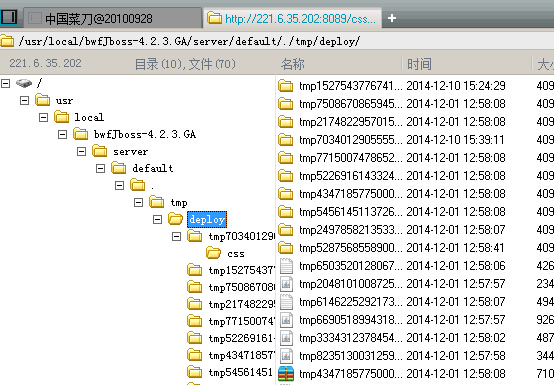 中国菜刀@20100928
http://221.6.35.202:8089/css...
/usr/local/bwfJboss-4.2.3.GA/server/default/./tmp/deploy/
221.6.35.202 目录(10),文件(70) 名称 时间 大小
/
usr
local
bwfJboss-4.2.3.GA
server
default
.
tmp
deploy
tmp70340129
css
tmp15275437
tmp75086708
tmp21748229
tmp77150074
tmp52269161
tmp43471857
tmp54561451
tmp1527543776741... 2014-12-10 15:24:29 409
tmp7508670865945... 2014-12-01 12:58:08 409
tmp2174822957015... 2014-12-01 12:58:08 409
tmp7034012905555... 2014-12-10 15:39:11 409
tmp7715007478652... 2014-12-01 12:58:08 409
tmp5226916143324... 2014-12-01 12:58:08 409
tmp4347185775000... 2014-12-01 12:58:08 409
tmp5456145113726... 2014-12-01 12:58:08 409
tmp2497858213533... 2014-12-01 12:58:07 409
tmp5287568558900... 2014-12-01 12:58:41 409
tmp6503520128067... 2014-12-01 12:58:06 426
tmp2048101008725... 2014-12-01 12:57:57 236
tmp6146225292173... 2014-12-01 12:58:07 494
tmp6690518994318... 2014-12-01 12:57:57 926
tmp3334312378454... 2014-12-01 12:58:08 502
tmp8235130031259... 2014-12-01 12:57:58 344
tmp4347185775000... 2014-12-01 12:58:08 710